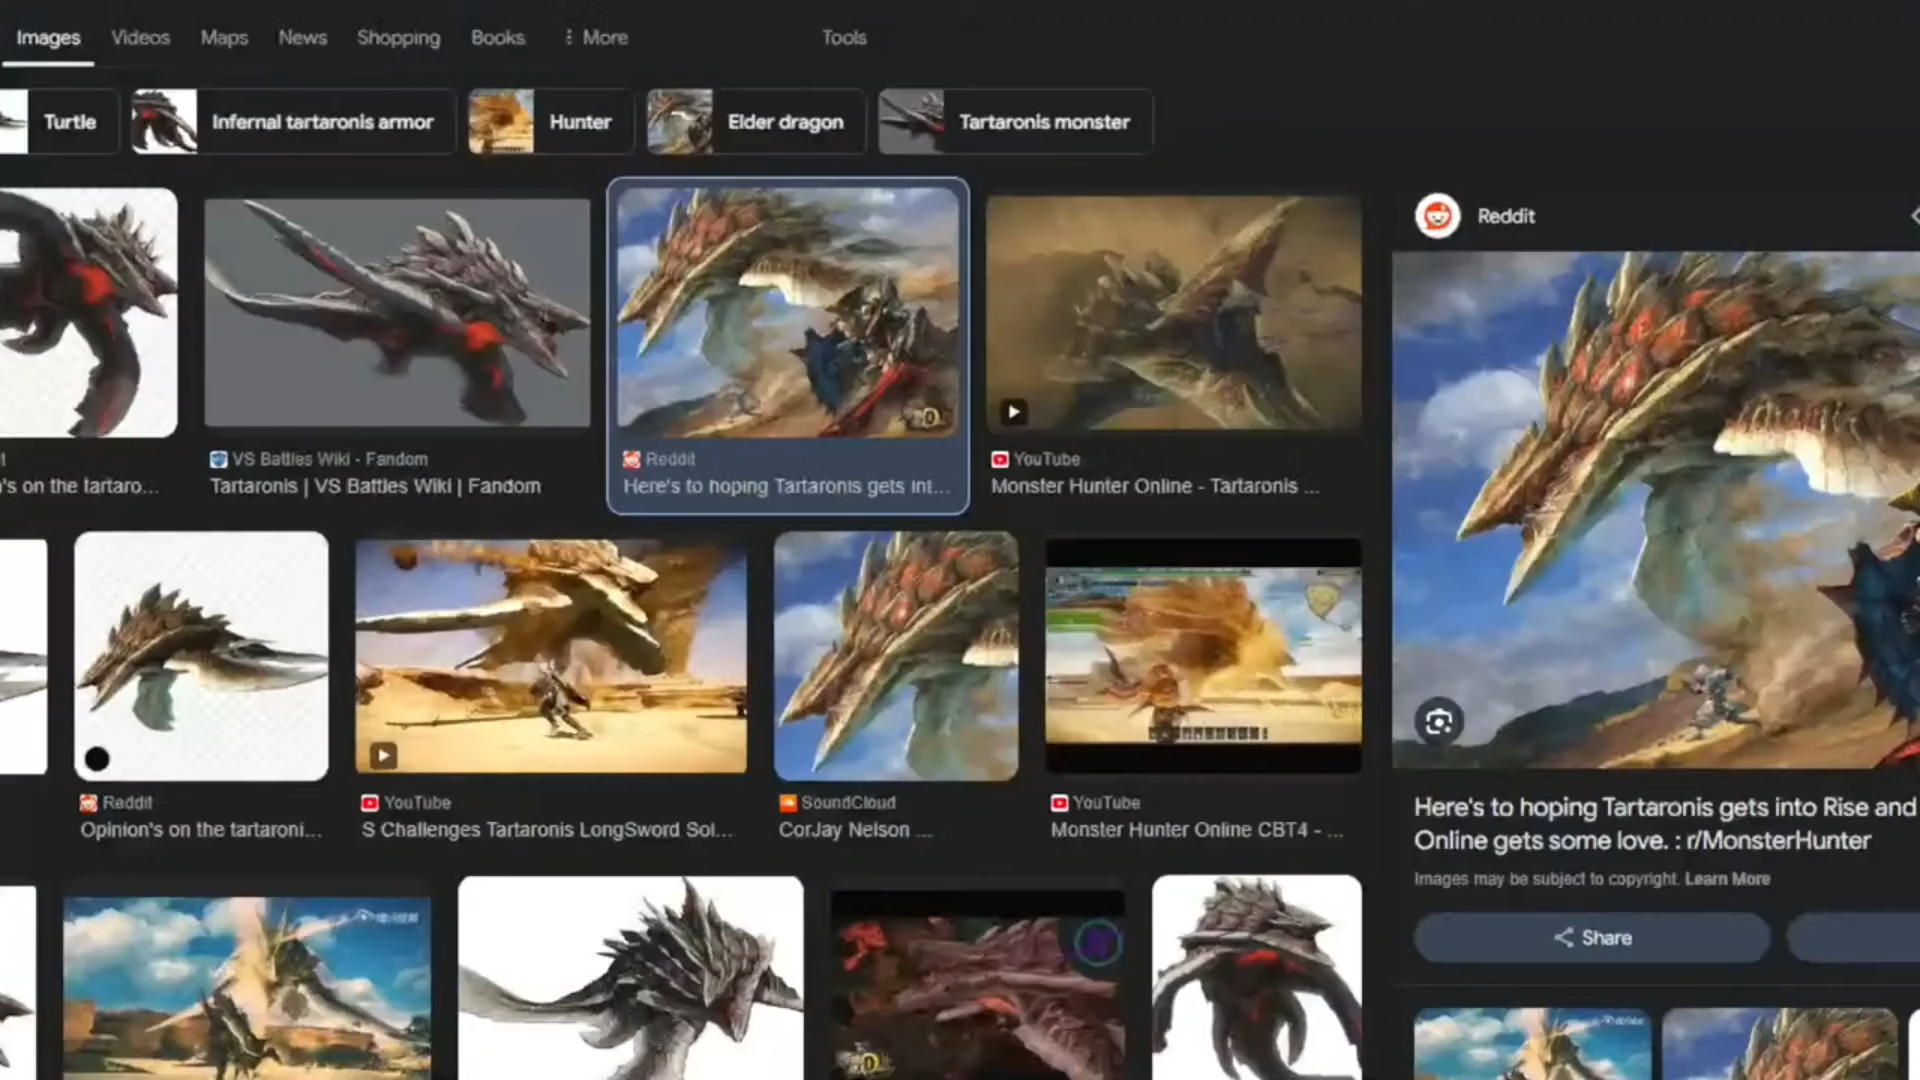 Images
Videos
Maps
News
Shopping
Books
More
Tools
Turtle
Infernal tartaronis armor
Hunter
Elder dragon
Tartaronis monster
Reddit
's on the tartaro...
VS Battles Wiki - Fandom
Tartaronis | VS Battles Wiki | Fandom
Reddit
Here's to hoping Tartaronis gets int...
YouTube
Monster Hunter Online - Tartaronis ...
Reddit
Opinion's on the tartaroni...
YouTube
S Challenges Tartaronis LongSword Sol...
SoundCloud
CorJay Nelson ...
YouTube
Monster Hunter Online CBT4 - ...
Here's to hoping Tartaronis gets into Rise and
Online gets some love. : r/MonsterHunter
Images may be subject to copyright. Learn More
Share